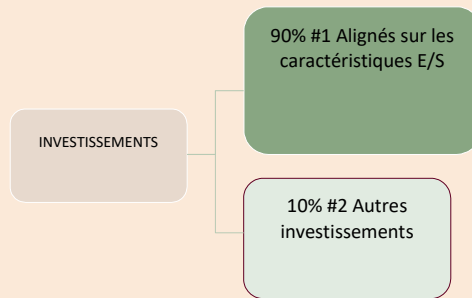 90% #1 Alignés sur les
caractéristiques E/S
INVESTISSEMENTS
10% #2 Autres
investissements